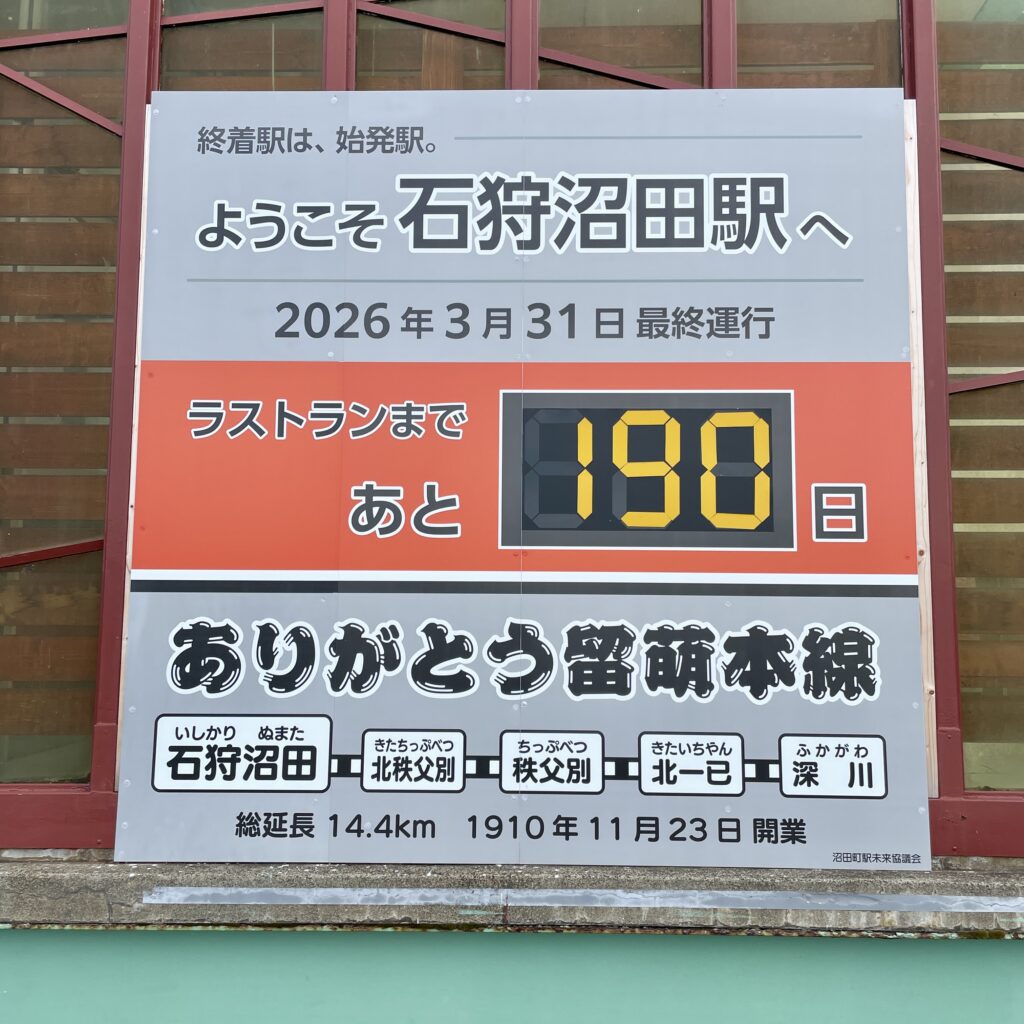 終着駅は、始発駅。
ようこそ 石狩沼田駅へ
2026年3月31日 最終運行
ラストランまで
あと 190 日
ありがとう留萌本線
いしかり ぬまた きたちっぷべつ ちっぷべつ きたいちやん ふかがわ
石狩沼田 北秩父別 秩父別 北一已 深川
総延長 14.4km 1910年11月23日 開業
沼田町駅未来協議会